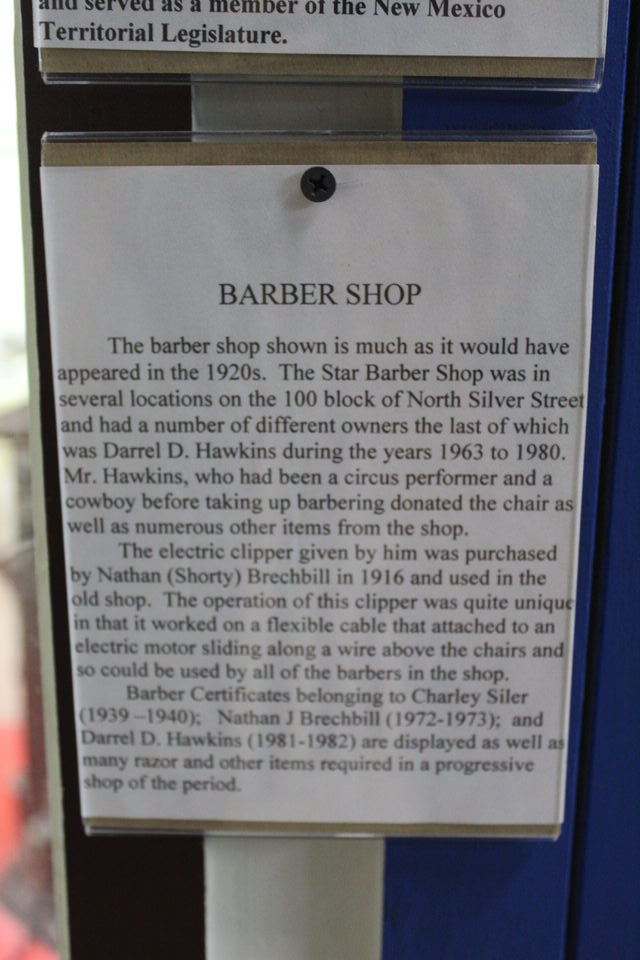 and served as a member of the New Mexico
Territorial Legislature.
BARBER SHOP
The barber shop shown is much as it would have
appeared in the 1920s. The Star Barber Shop was in
several locations on the 100 block of North Silver Street
and had a number of different owners the last of which
was Darrel D. Hawkins during the years 1963 to 1980.
Mr. Hawkins, who had been a circus performer and a
cowboy before taking up barbering donated the chair as
well as numerous other items from the shop.
The electric clipper given by him was purchased
by Nathan (Shorty) Brechbill in 1916 and used in the
old shop. The operation of this clipper was quite unique
in that it worked on a flexible cable that attached to an
electric motor sliding along a wire above the chairs and
so could be used by all of the barbers in the shop.
Barber Certificates belonging to Charley Siler
(1939 –1940); Nathan J Brechbill (1972-1973); and
Darrel D. Hawkins (1981-1982) are displayed as well as
many razor and other items required in a progressive
shop of the period.